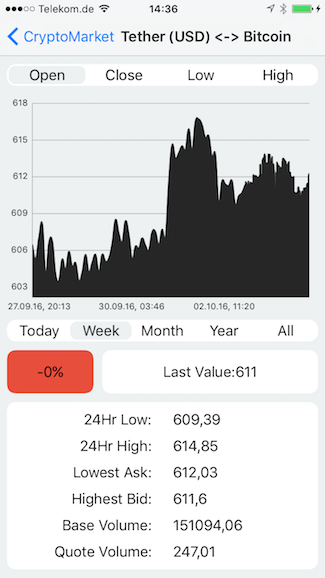 Telekom.de 14:36
CryptoMarket Tether (USD) <-> Bitcoin
Open Close Low High
618
615
612
609
606
603
27.09.16, 20:13 30.09.16, 03:46 02.10.16, 11:20
Today Week Month Year All
-0% Last Value:611
24Hr Low: 609,39
24Hr High: 614,85
Lowest Ask: 612,03
Highest Bid: 611,6
Base Volume: 151094,06
Quote Volume: 247,01